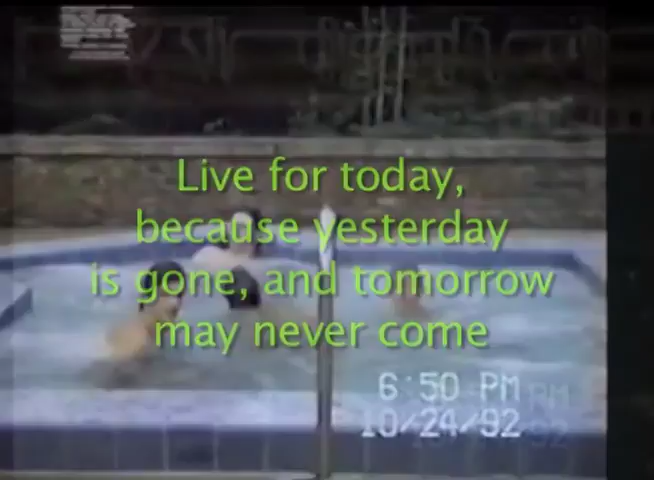 Live for today,
because yesterday
is gone, and tomorrow
may never come
6:50 PM
10/24/92